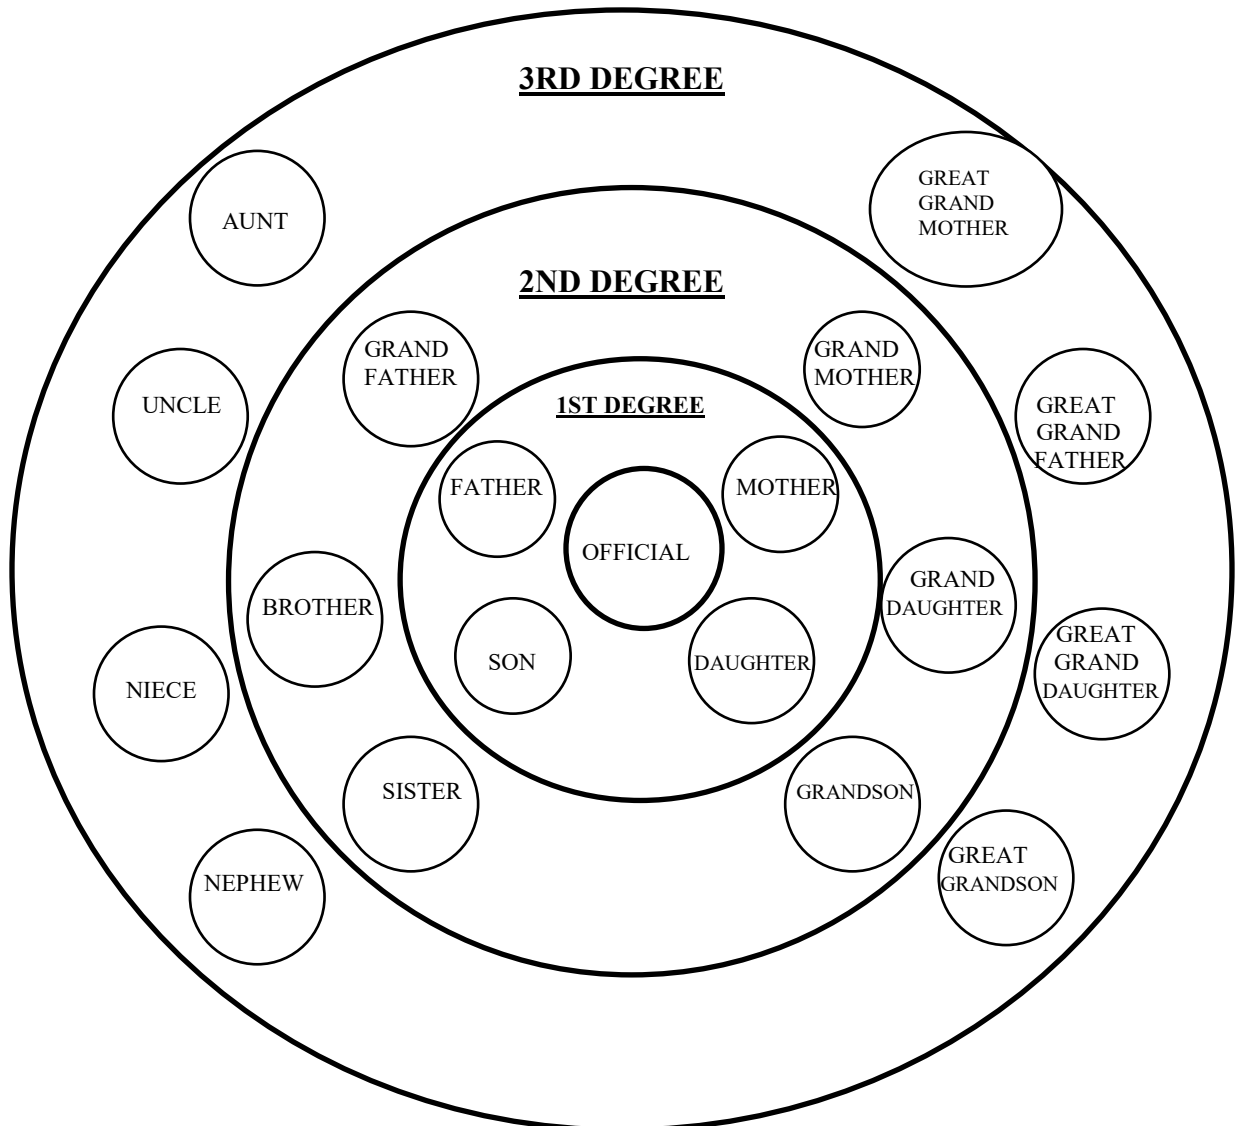 3RD DEGREE
AUNT
GREAT
GRAND
MOTHER
2ND DEGREE
GRAND
FATHER
GRAND
MOTHER
UNCLE
1ST DEGREE
GREAT
GRAND
FATHER
FATHER
MOTHER
OFFICIAL
BROTHER
GRAND
DAUGHTER
SON
DAUGHTER
GREAT
GRAND
DAUGHTER
NIECE
SISTER
GRANDSON
NEPHEW
GREAT
GRANDSON